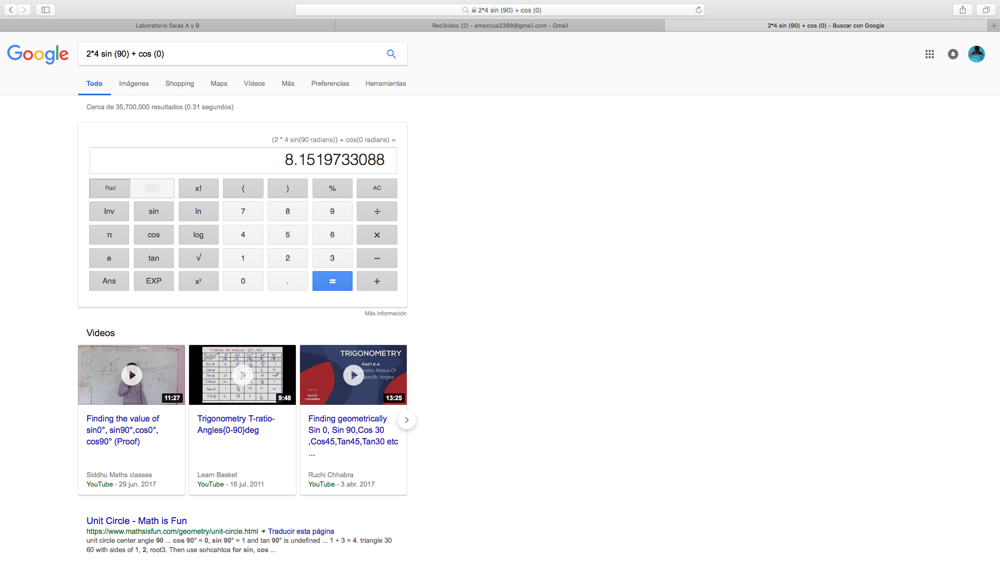 2*4 sin (90) + cos (0)
Laboratorio Salas A y B
Recibidos (2) - amezcua2398@gmail.com - Gmail
2*4 sin (90) + cos (0) - Buscar con Google
Google
2*4 sin (90) + cos (0)
Todo Imágenes Shopping Maps Vídeos Más Preferencias Herramientas
Cerca de 35,700,000 resultados (0.31 segundos)
(2 * 4 sin(90 radians)) + cos(0 radians) =
8.1519733088
Rad x! ( ) % AC
Inv sin ln 7 8 9 ÷
π cos log 4 5 6 ×
e tan √ 1 2 3 −
Ans EXP xʸ 0 . = +
Más información
Videos
11:27
Finding the value of
sin0°, sin90°,cos0°,
cos90° (Proof)
Siddhu Maths classes
YouTube - 29 jun. 2017
9:48
Trigonometry T-ratio-
Angles{0-90}deg
Learn Basket
YouTube - 16 jul. 2011
TRIGONOMETRY
PART 2-A
Specific Angles
RUCHI
CHHABRA
13:25
Finding geometrically
Sin 0, Sin 90,Cos 30
,Cos45,Tan45,Tan30 etc
...
Ruchi Chhabra
YouTube - 3 abr. 2017
Unit Circle - Math is Fun
https://www.mathsisfun.com/geometry/unit-circle.html Traducir esta página
unit circle center angle 90 ... cos 90° = 0, sin 90° = 1 and tan 90° is undefined ... 1 + 3 = 4. triangle 30
60 with sides of 1, 2, root3. Then use sohcahtoa for sin, cos ...